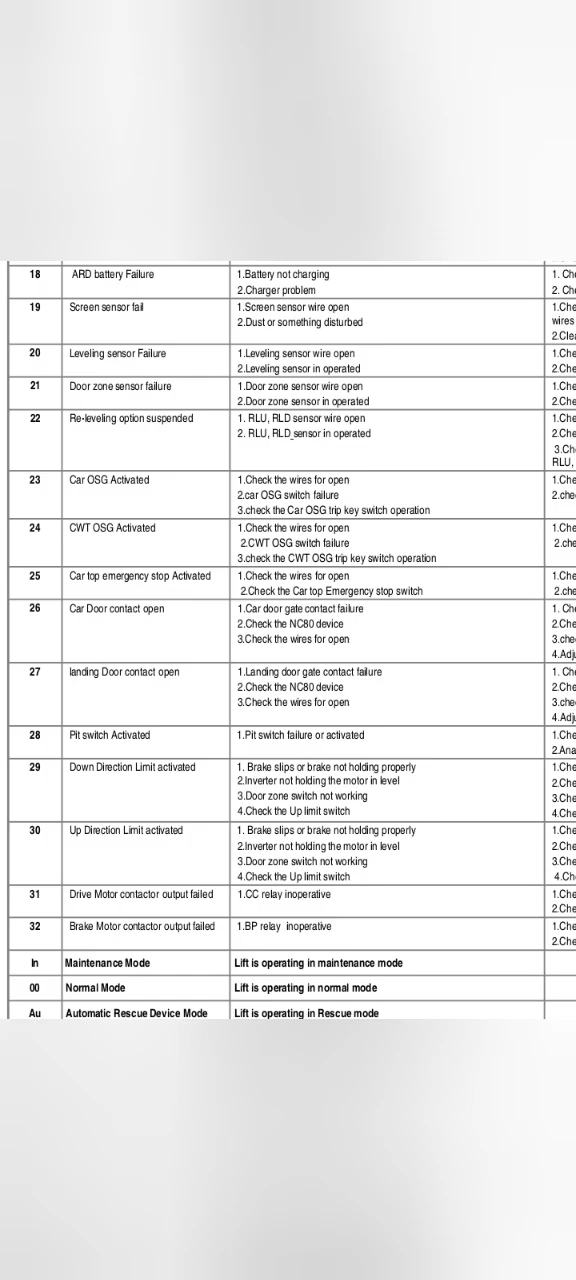 18 ARD battery Failure 1.Battery not charging 1. Che
2.Charger problem 2. Che
19 Screen sensor fail 1.Screen sensor wire open 1.Che
2.Dust or something disturbed wires
2.Clea
20 Leveling sensor Failure 1.Leveling sensor wire open 1.Che
2.Leveling sensor in operated 2.Che
21 Door zone sensor failure 1.Door zone sensor wire open 1.Che
2.Door zone sensor in operated 2.Che
22 Re-leveling option suspended 1. RLU, RLD sensor wire open 1.Che
2. RLU, RLD_sensor in operated 2.Che
3.Che
RLU,
23 Car OSG Activated 1.Check the wires for open 1.Che
2.car OSG switch failure 2.chec
3.check the Car OSG trip key switch operation
24 CWT OSG Activated 1.Check the wires for open 1.Che
2.CWT OSG switch failure 2.che
3.check the CWT OSG trip key switch operation
25 Car top emergency stop Activated 1.Check the wires for open 1.Che
2.Check the Car top Emergency stop switch 2.che
26 Car Door contact open 1.Car door gate contact failure 1. Che
2.Check the NC80 device 2.Che
3.Check the wires for open 3.chec
4.Adju
27 landing Door contact open 1.Landing door gate contact failure 1. Che
2.Check the NC80 device 2.Che
3.Check the wires for open 3.chec
4.Adju
28 Pit switch Activated 1.Pit switch failure or activated 1.Che
2.Ana
29 Down Direction Limit activated 1. Brake slips or brake not holding properly 1.Che
2.Inverter not holding the motor in level 2.Che
3.Door zone switch not working 3.Che
4.Check the Up limit switch 4.Che
30 Up Direction Limit activated 1. Brake slips or brake not holding properly 1.Che
2.Inverter not holding the motor in level 2.Che
3.Door zone switch not working 3.Che
4.Check the Up limit switch 4.Ch
31 Drive Motor contactor output failed 1.CC relay inoperative 1.Che
2.Che
32 Brake Motor contactor output failed 1.BP relay inoperative 1.Che
2.Che
In Maintenance Mode Lift is operating in maintenance mode
00 Normal Mode Lift is operating in normal mode
Au Automatic Rescue Device Mode Lift is operating in Rescue mode